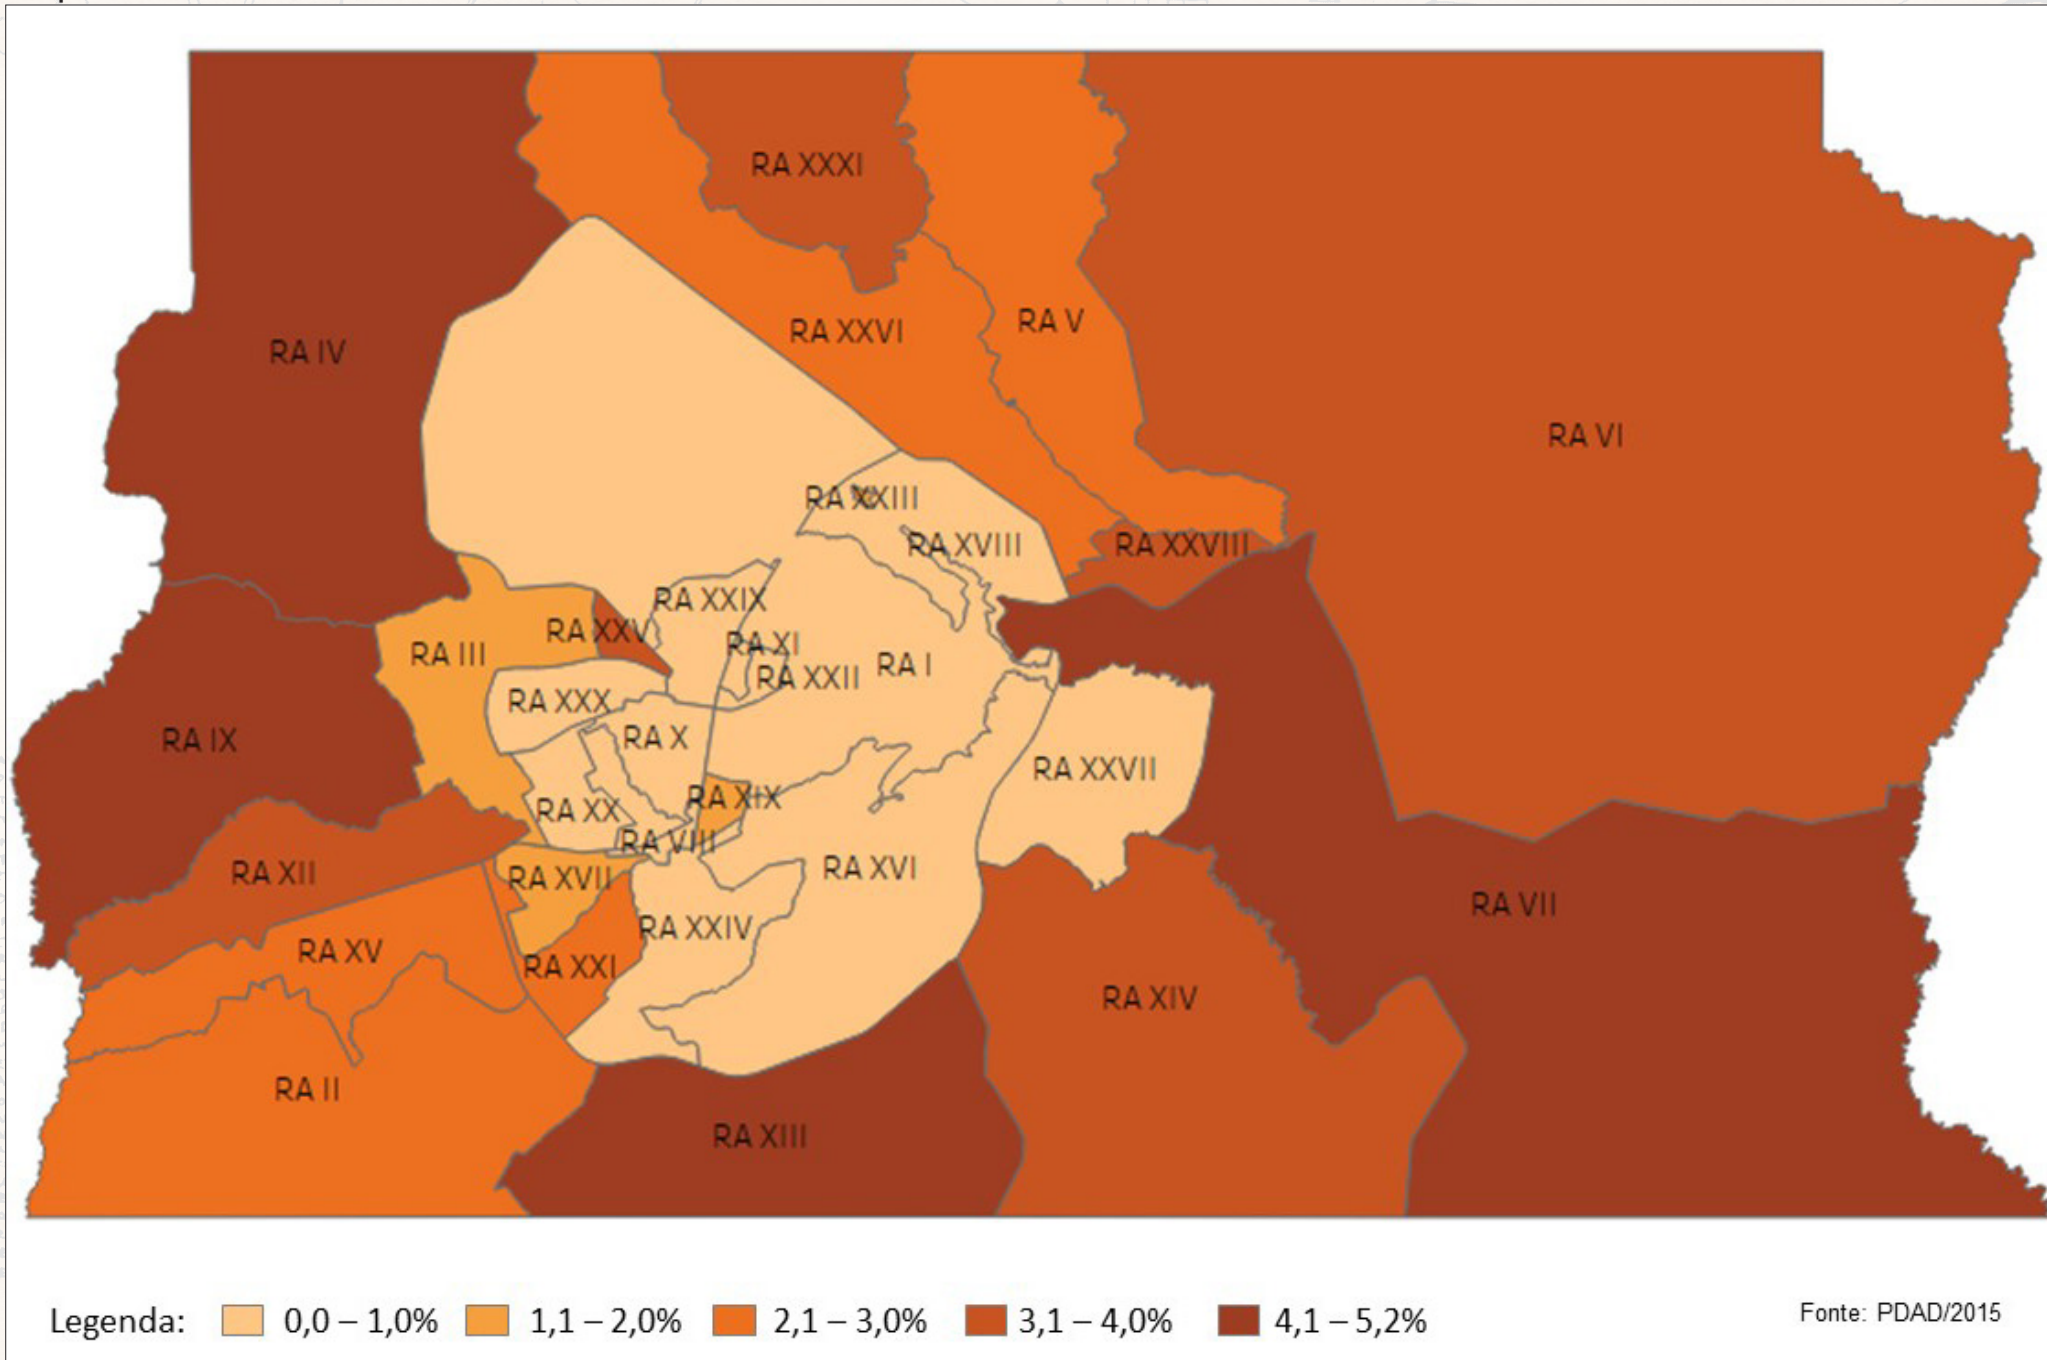 RA XXXI
RA V
RA XXVI
RA IV
RA VI
RA XXIII
RA XVIII
RA XXVIII
RA XXIX
RA XXV
RA XI
RA III
RA I
RA XXII
RA XXX
RA X
RA IX
RA XXVII
RA XIX
RA XX
RA VIII
RA XVI
RA XII
RA XVII
RA VII
RA XXIV
RA XV
RA XXI
RA XIV
RA II
RA XIII
Legenda: 0,0 – 1,0% 1,1 – 2,0% 2,1 – 3,0% 3,1 – 4,0% 4,1 – 5,2%
Fonte: PDAD/2015